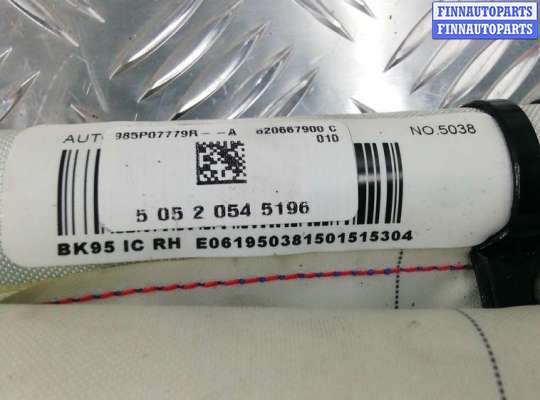 FINNAUTOPARTS
FINNAUTOPARTS
AUT 985P07779R--A 620667900 C NO.5038
010
5 05 2 054 5196
BK95 IC RH E061950381501515304